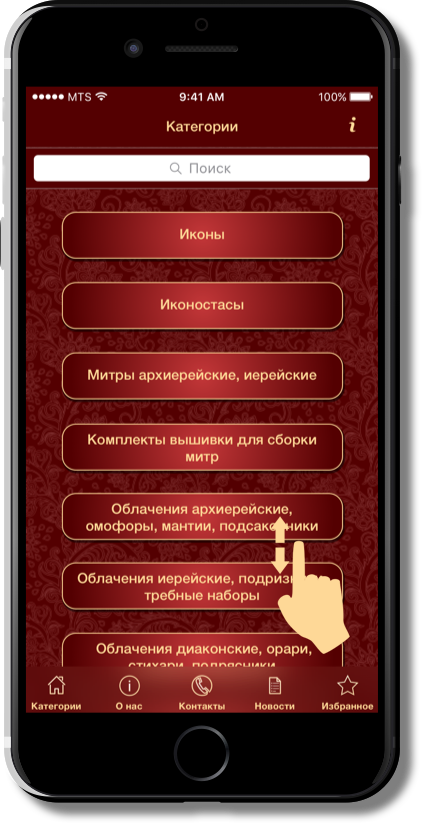 MTS 9:41 AM 100%
Категории i
Поиск
Иконы
Иконостасы
Митры архиерейские, иерейские
Комплекты вышивки для сборки
митр
Облачения архиерейские,
омофоры, мантии, подсак ники
Облачения иерейские, подриз
требные наборы
Облачения диаконские, орари,
стихари, подрясники
Категории О нас Контакты Новости Избранное